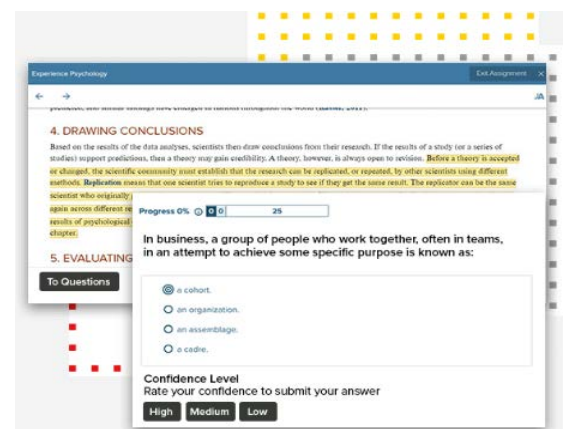 Experience Psychology
Exit Assignment ×
4. DRAWING CONCLUSIONS
Based on the results of the data analyses, scientists then draw conclusions from their research. If the results of a study (or a series of
studies) support predictions, then a theory may gain credibility. A theory, however, is always open to revision. Before a theory is accepted
or changed, the scientific community must establish that the research can be replicated, or repeated, by other scientists using different
methods. Replication means that one scientist tries to reproduce a study to see if they get the same result. The replicator can be the same
scientist who originally
again across different
results of psychological
chapter.
5. EVALUATING
To Questions
Progress 0% 0 0 25
In business, a group of people who work together, often in teams,
in an attempt to achieve some specific purpose is known as:
a cohort.
an organization.
an assemblage.
a cadre.
Confidence Level
Rate your confidence to submit your answer
High Medium Low